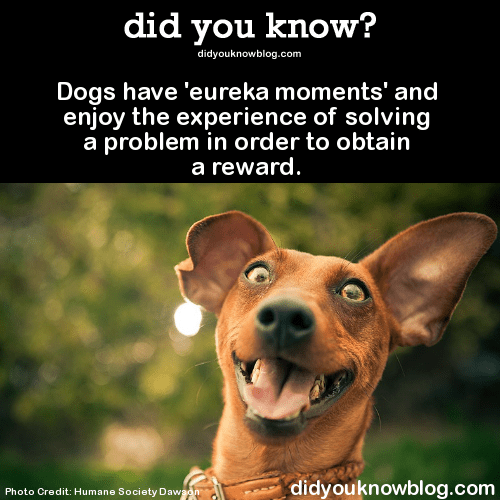 did you know?
didyouknowblog.com
Dogs have 'eureka moments' and
enjoy the experience of solving
a problem in order to obtain
a reward.
Photo Credit: Humane Society Dawson
didyouknowblog.com